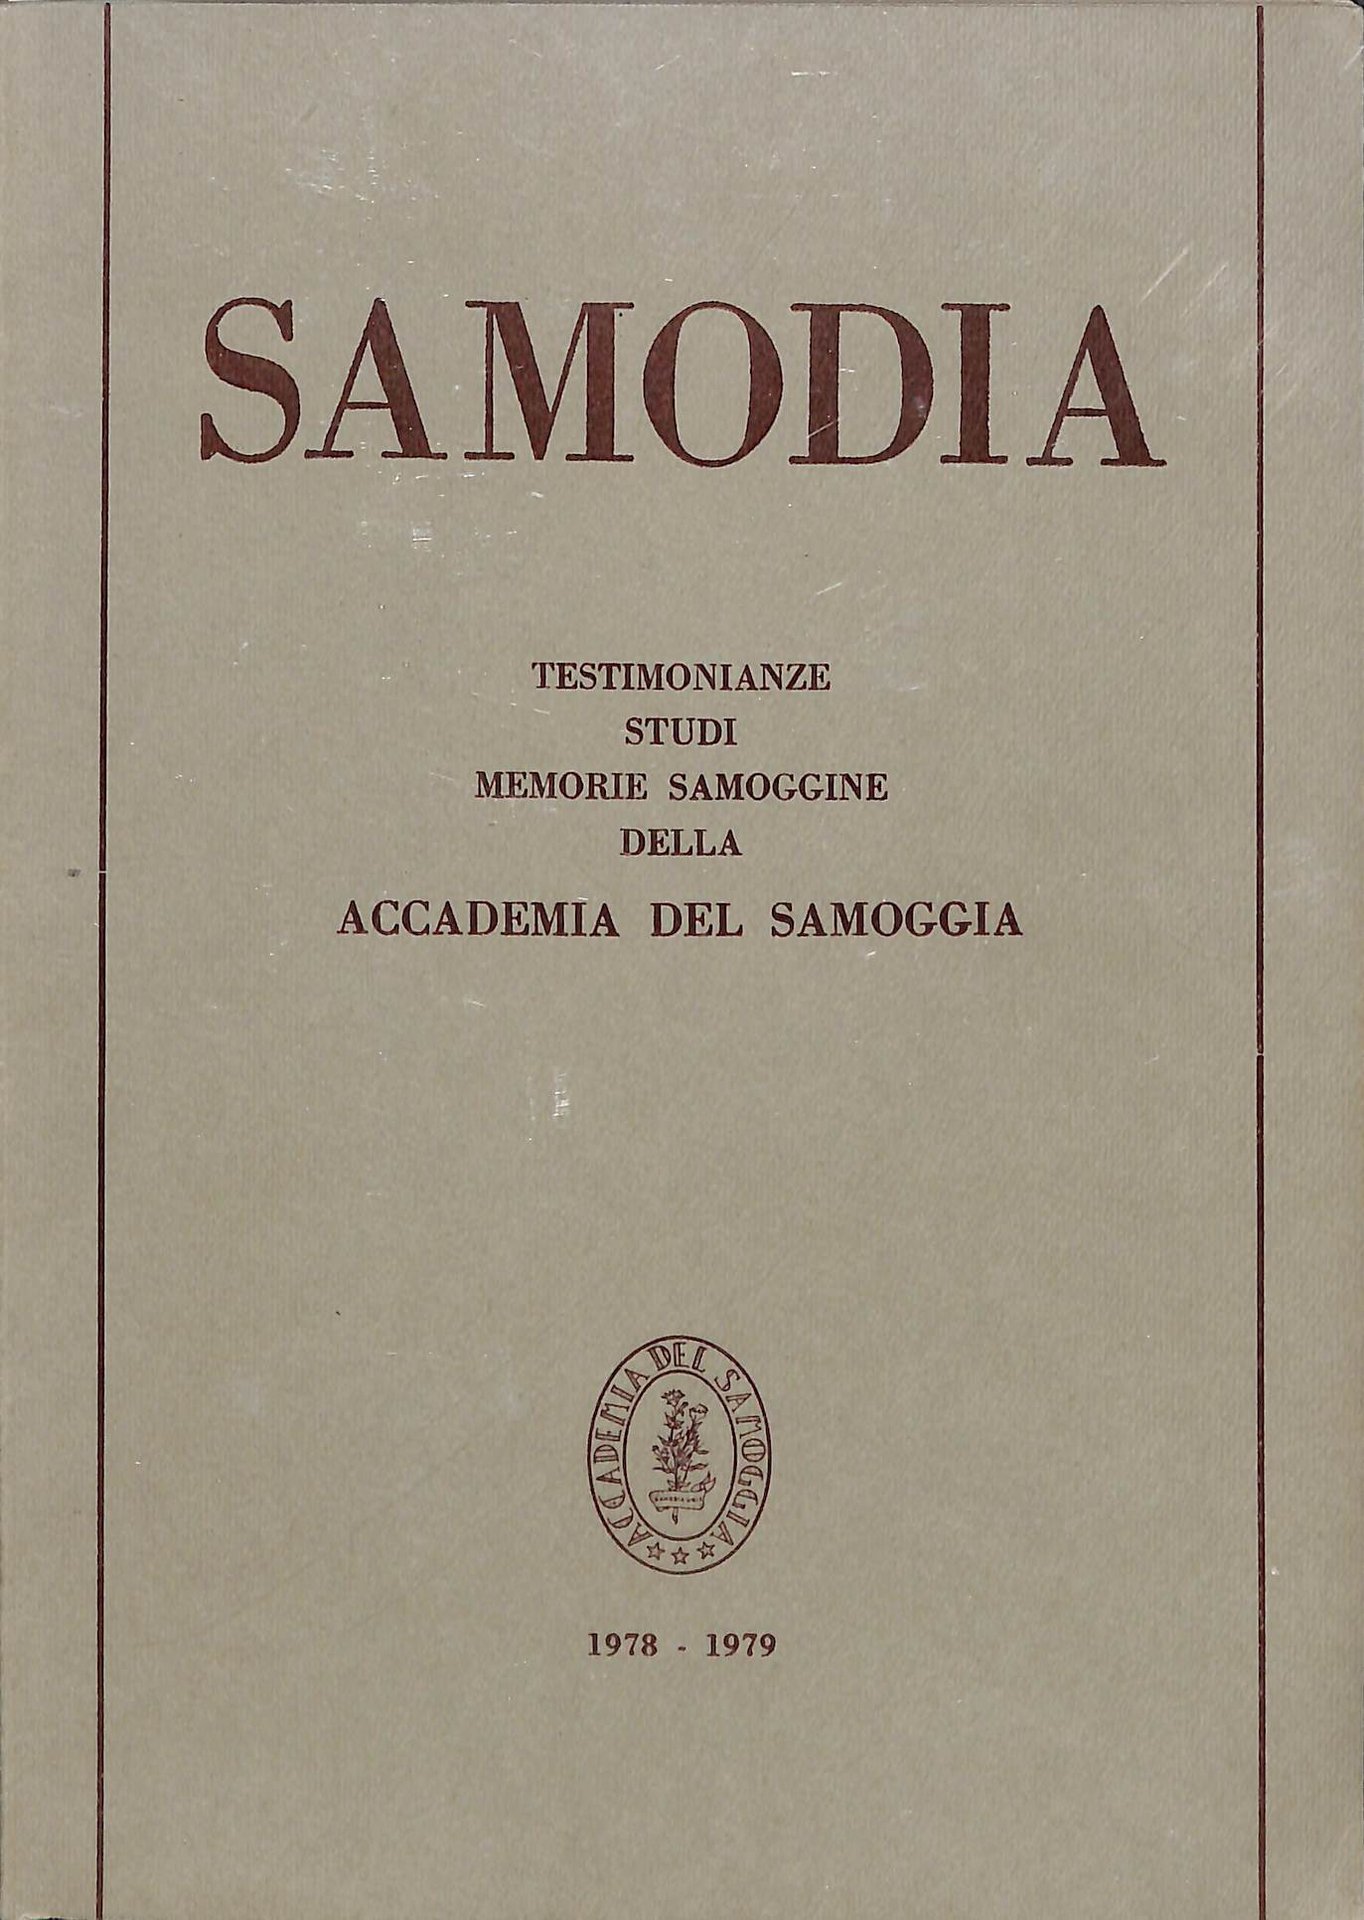 SAMODIA
TESTIMONIANZE
STUDI
MEMORIE SAMOGGINE
DELLA
ACCADEMIA DEL SAMOGGIA
ACCADEMIA DEL SAMOGGIA
1978 - 1979